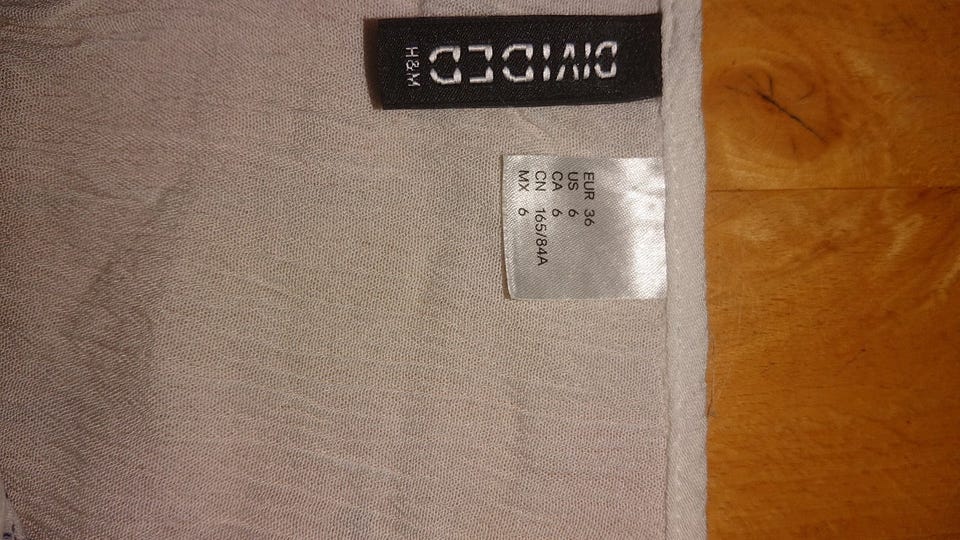 DIVIDED
H&M
EUR 36
US 6
CA 6
CN 165/84A
MX 6